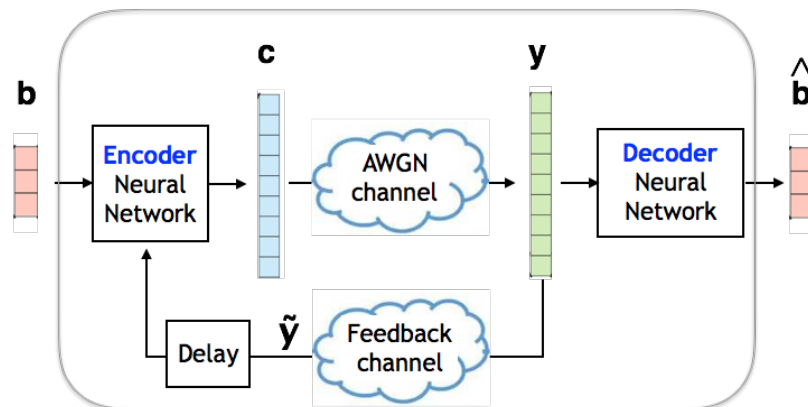 b
Encoder
Neural
Network
c
AWGN
channel
y
Decoder
Neural
Network
b̂
Delay
ỹ
Feedback
channel